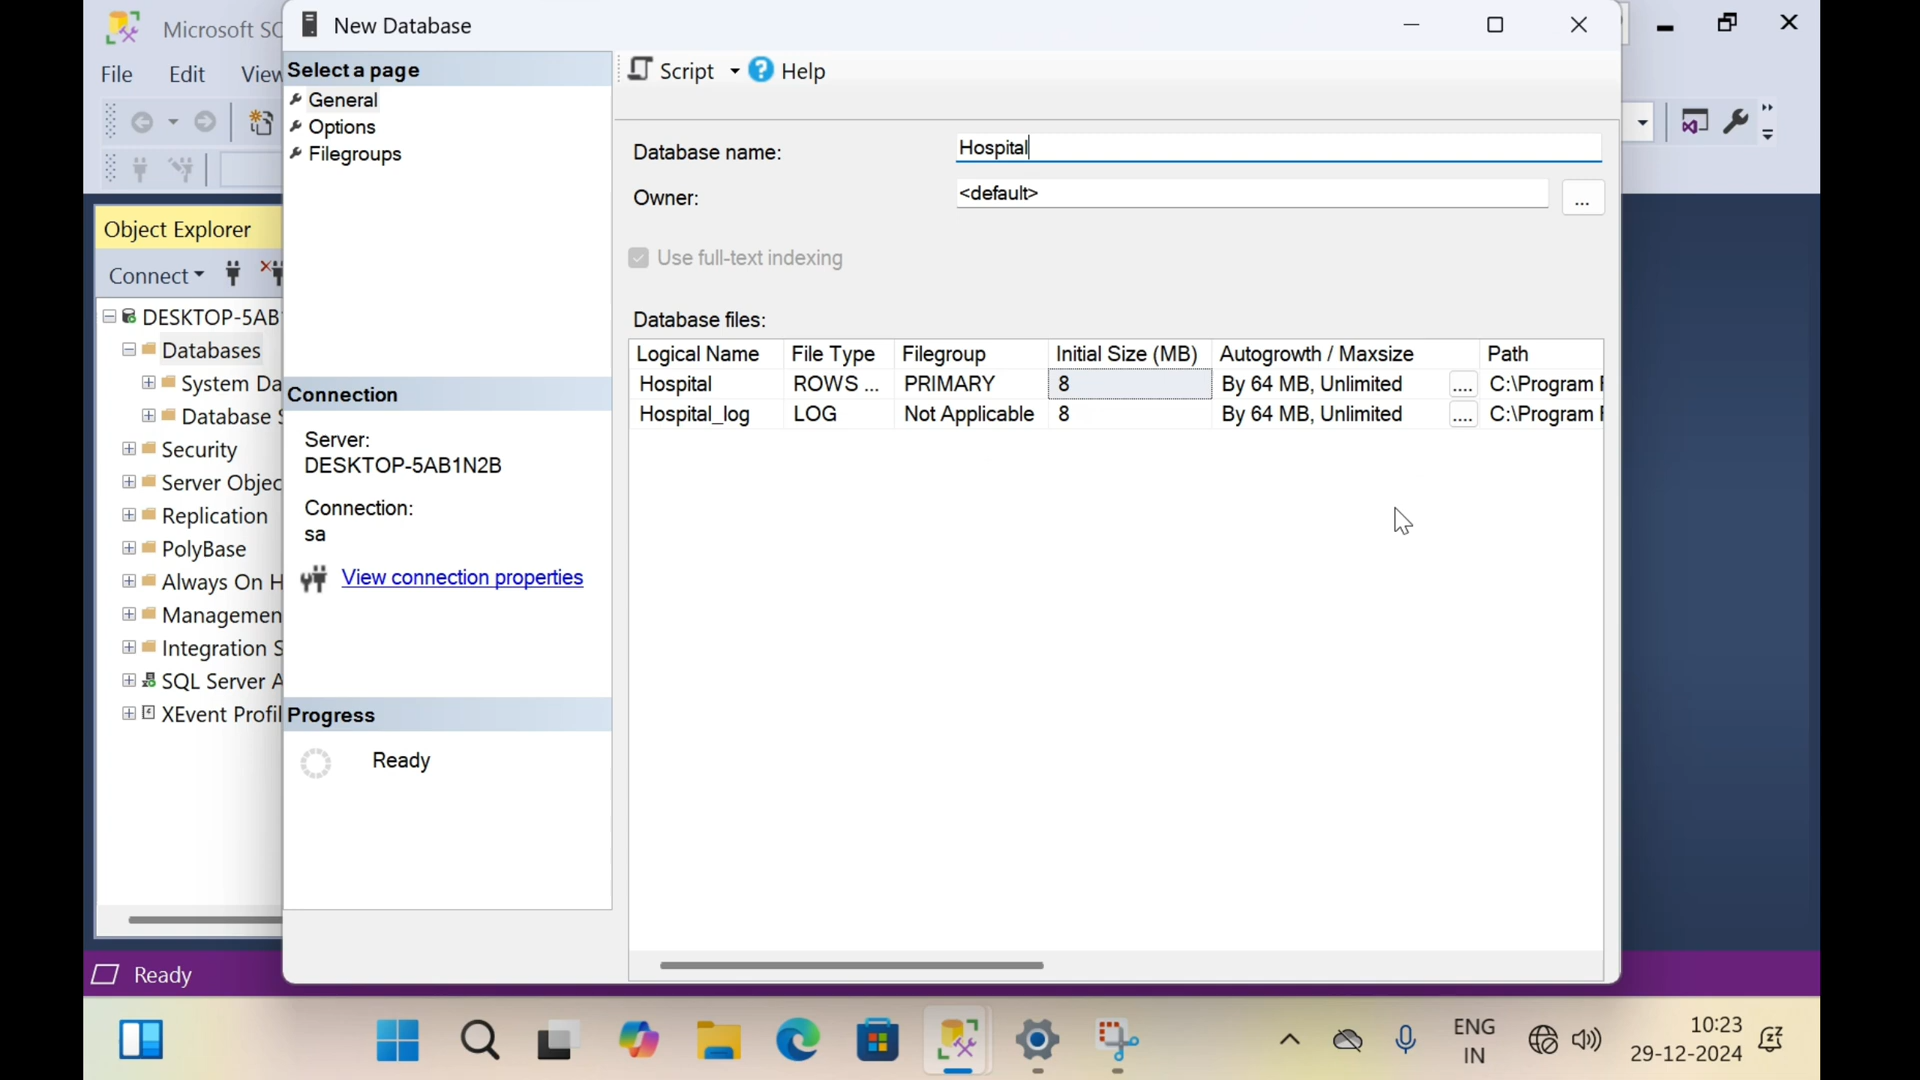 Microsoft SC
New Database
File Edit View
Select a page
General
Options
Filegroups
Script
Help
Database name: Hospital
Owner: <default> ...
Use full-text indexing
Database files:
Logical Name File Type Filegroup Initial Size (MB) Autogrowth / Maxsize Path
Hospital ROWS ... PRIMARY 8 By 64 MB, Unlimited .... C:\Program F
Hospital_log LOG Not Applicable 8 By 64 MB, Unlimited .... C:\Program F
Object Explorer
Connect
DESKTOP-5AB
Databases
System Da
Database S
Security
Server Objec
Replication
PolyBase
Always On H
Managemen
Integration S
SQL Server A
XEvent Profil
Connection
Server:
DESKTOP-5AB1N2B
Connection:
sa
View connection properties
Progress
Ready
Ready
ENG
IN
10:23
29-12-2024